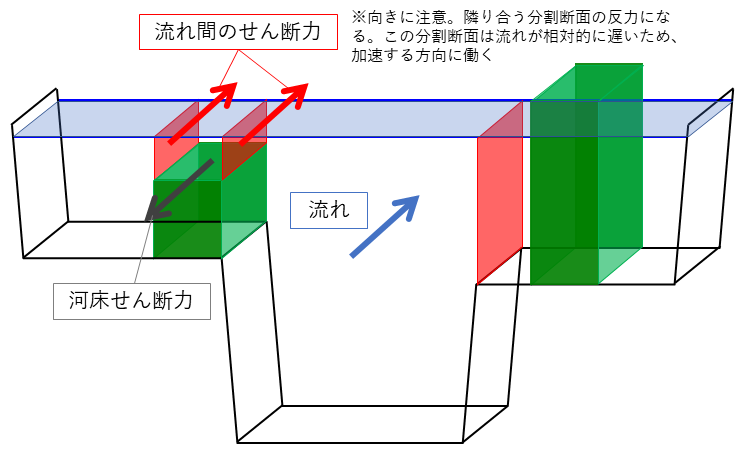 流れ間のせん断力
※向きに注意。隣り合う分割断面の反力にな
る。この分割断面は流れが相対的に遅いため、
加速する方向に働く
流れ
河床せん断力